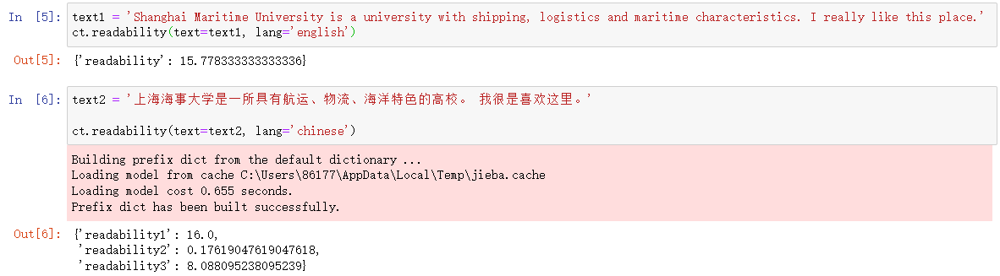 In [5]: text1 = 'Shanghai Maritime University is a university with shipping, logistics and maritime characteristics. I really like this place.'
ct.readability(text=text1, lang='english')
Out[5]: {'readability': 15.778333333333336}
In [6]: text2 = '上海海事大学是一所具有航运、物流、海洋特色的高校。 我很是喜欢这里。'
ct.readability(text=text2, lang='chinese')
Building prefix dict from the default dictionary ...
Loading model from cache C:\Users\86177\AppData\Local\Temp\jieba.cache
Loading model cost 0.655 seconds.
Prefix dict has been built successfully.
Out[6]: {'readability1': 16.0,
'readability2': 0.17619047619047618,
'readability3': 8.088095238095239}